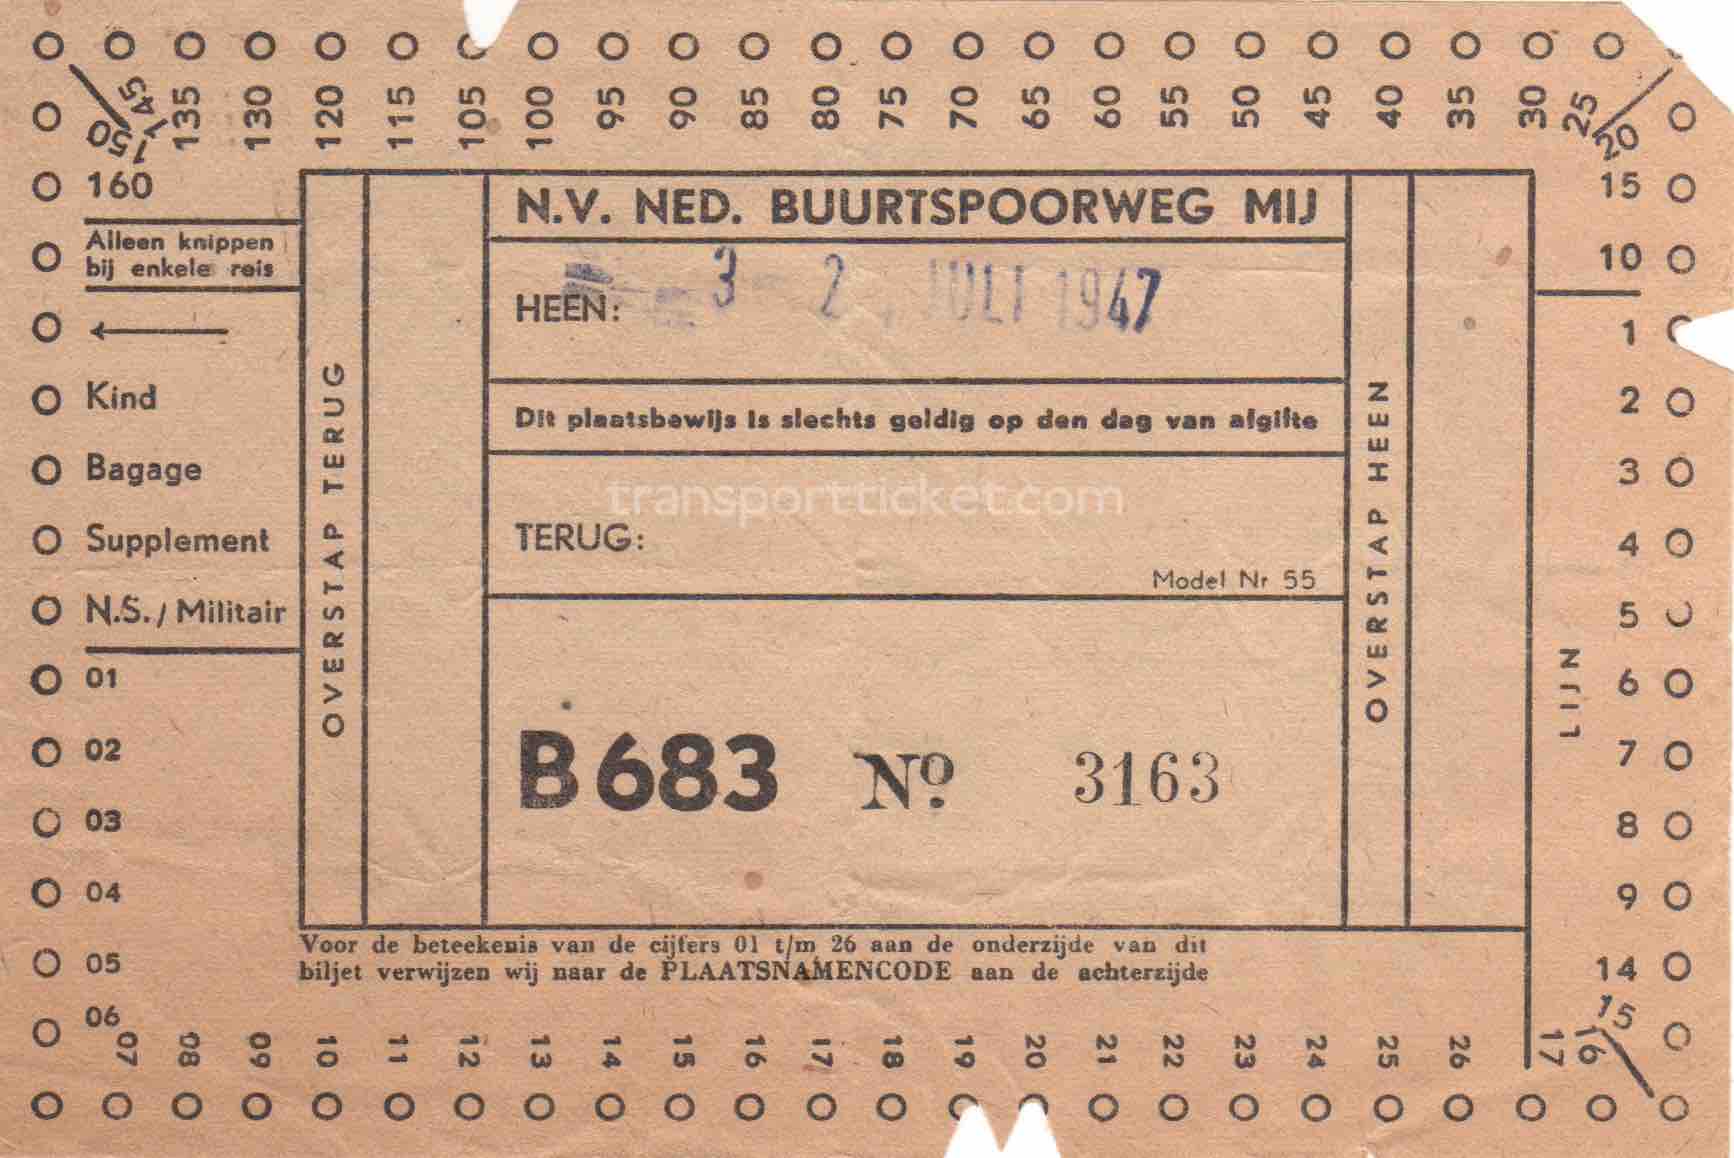 150 145 135 130 120 115 105 100 95 90 85 80 75 70 65 60 55 50 45 40 35 30 25 20
160
Alleen knippen
bij enkele reis
←
Kind
Bagage
Supplement
N.S. / Militair
01
02
03
04
05
06
OVERSTAP TERUG
N.V. NED. BUURTSPOORWEG MIJ
HEEN: 3 2 JULI 1947
Dit plaatsbewijs is slechts geldig op den dag van afgifte
transportticket.com
TERUG:
Model Nr 55
B 683 Nº 3163
OVERSTAP HEEN
LIJN
15
10
1
2
3
4
5
6
7
8
9
14
15
16
17
Voor de beteekenis van de cijfers 01 t/m 26 aan de onderzijde van dit
biljet verwijzen wij naar de PLAATSNAMENCODE aan de achterzijde
07 08 09 10 11 12 13 14 15 16 17 18 19 20 21 22 23 24 25 26